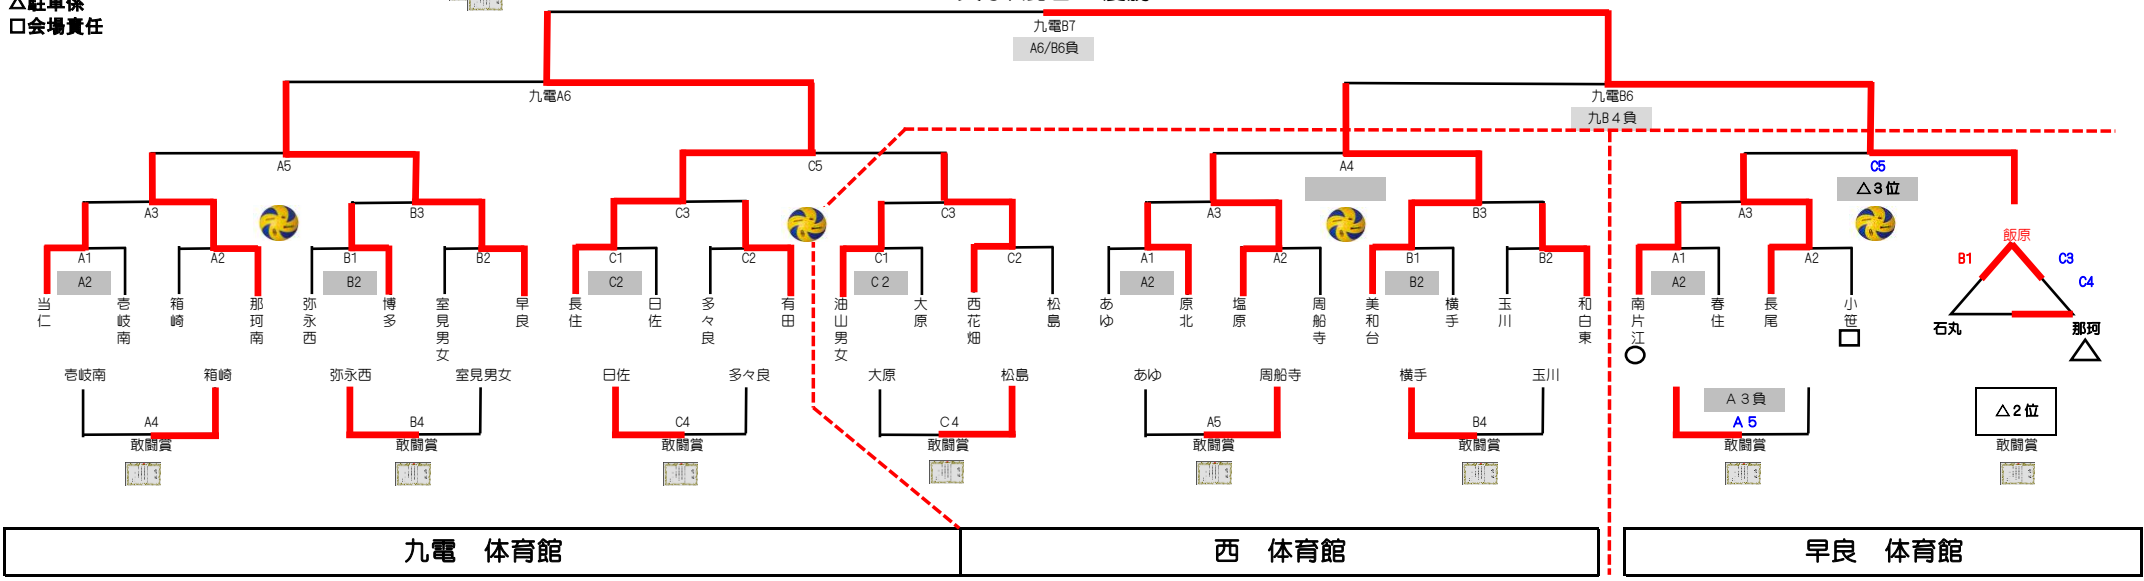 △駐車係
□会場責任
九電B7
A6/B6負
九電A6
九電B6
九B４負
A5
C5
A4
C5
△３位
A3
B3
C3
C3
A3
B3
A3
A1
A2
B1
B2
C1
C2
C1
C2
A1
A2
B1
B2
A1
A2
飯原
B1
C3
C4
A2
B2
C2
C２
A2
B2
A2
当仁
壱岐南
箱崎
那珂南
弥永西
博多
室見男女
早良
長住
日佐
多々良
有田
油山男女
大原
西花畑
松島
あゆ
原北
塩原
周船寺
美和台
横手
玉川
和白東
南片江
春住
長尾
小笹
石丸
那珂
壱岐南
箱崎
弥永西
室見男女
日佐
多々良
大原
松島
あゆ
周船寺
横手
玉川
A３負
△２位
A4
B4
C4
C４
A5
B4
A５
敢闘賞
敢闘賞
敢闘賞
敢闘賞
敢闘賞
敢闘賞
敢闘賞
敢闘賞
九電　体育館
西　体育館
早良　体育館